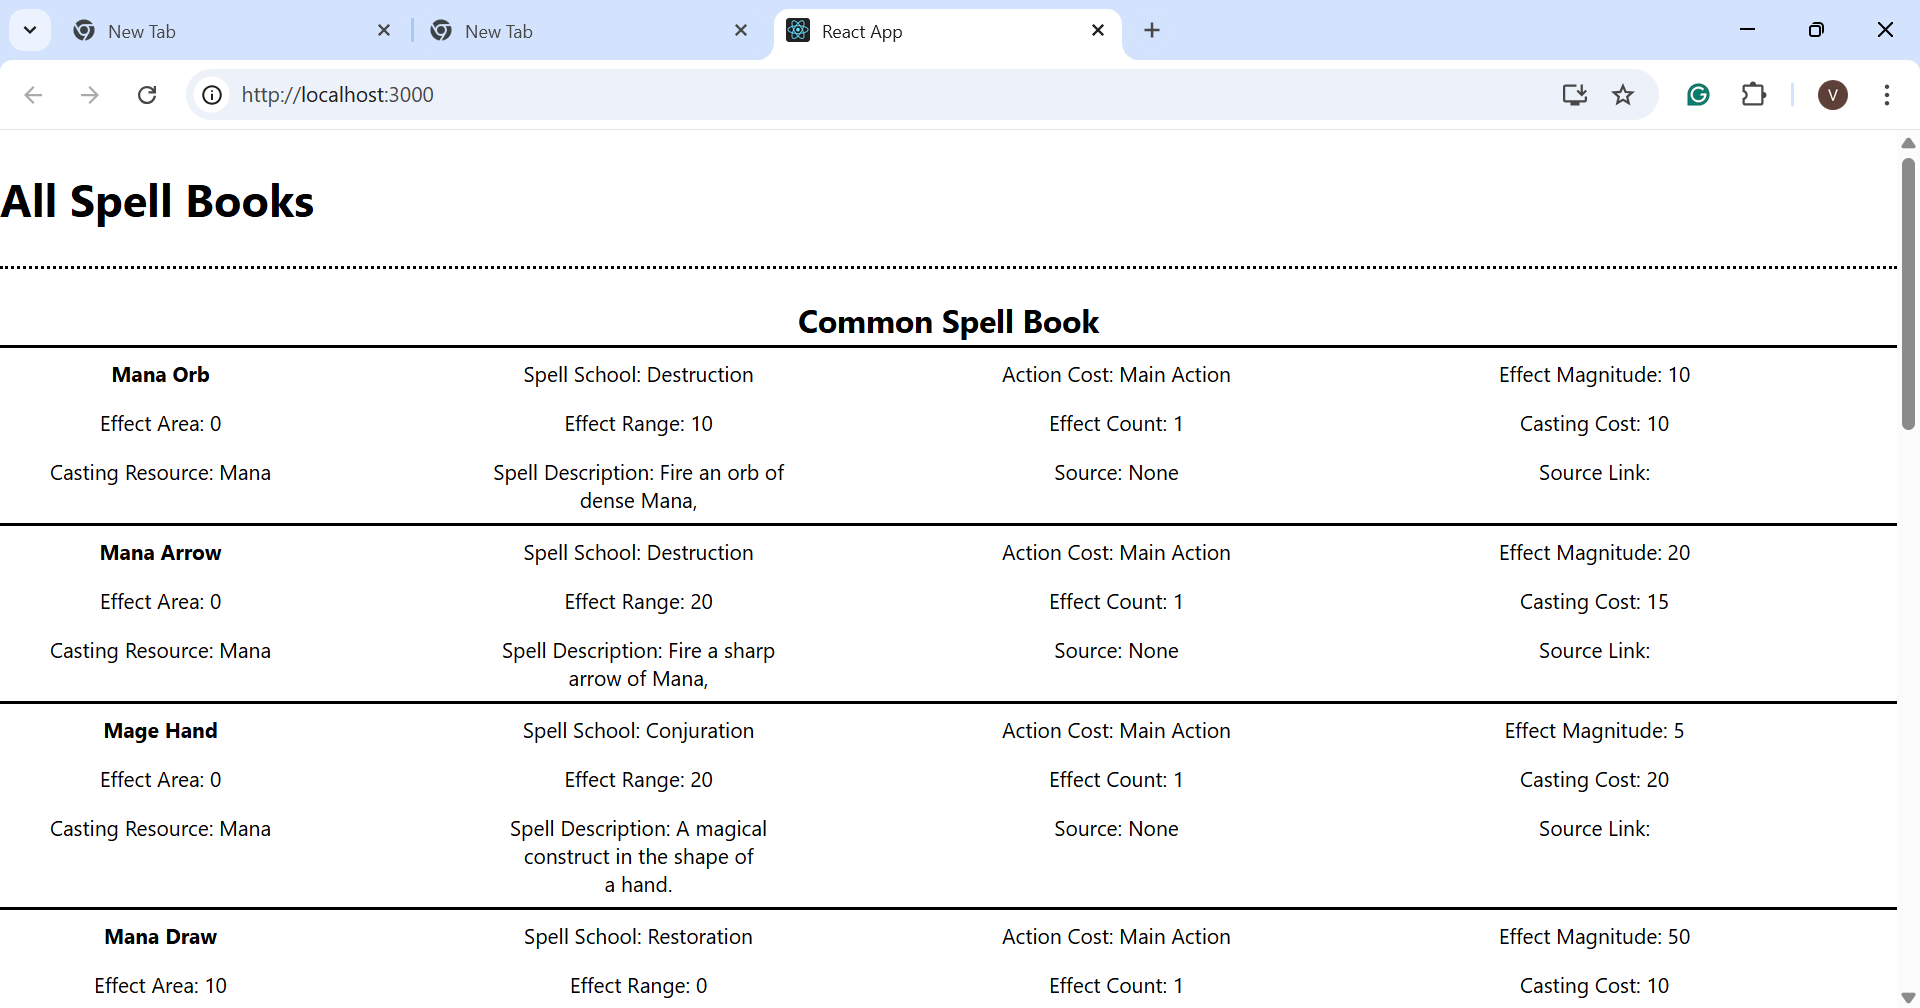 New Tab
New Tab
React App
http://localhost:3000
V
All Spell Books
Common Spell Book
Mana Orb
Spell School: Destruction
Action Cost: Main Action
Effect Magnitude: 10
Effect Area: 0
Effect Range: 10
Effect Count: 1
Casting Cost: 10
Casting Resource: Mana
Spell Description: Fire an orb of
dense Mana,
Source: None
Source Link:
Mana Arrow
Spell School: Destruction
Action Cost: Main Action
Effect Magnitude: 20
Effect Area: 0
Effect Range: 20
Effect Count: 1
Casting Cost: 15
Casting Resource: Mana
Spell Description: Fire a sharp
arrow of Mana,
Source: None
Source Link:
Mage Hand
Spell School: Conjuration
Action Cost: Main Action
Effect Magnitude: 5
Effect Area: 0
Effect Range: 20
Effect Count: 1
Casting Cost: 20
Casting Resource: Mana
Spell Description: A magical
construct in the shape of
a hand.
Source: None
Source Link:
Mana Draw
Spell School: Restoration
Action Cost: Main Action
Effect Magnitude: 50
Effect Area: 10
Effect Range: 0
Effect Count: 1
Casting Cost: 10